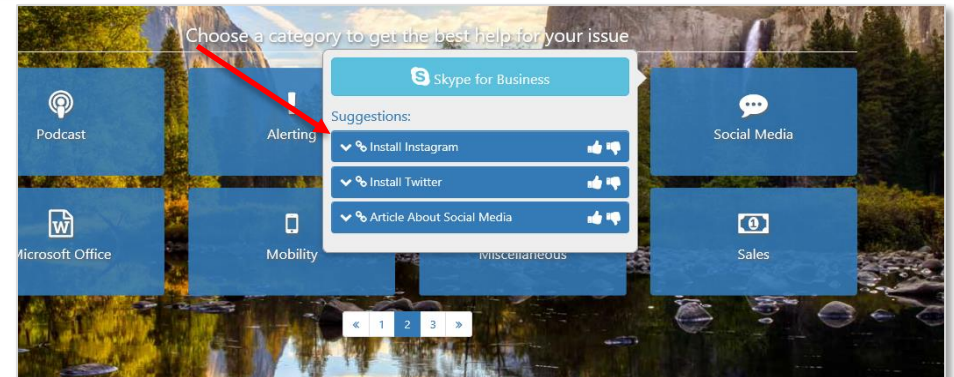 Choose a category to get the best help for your issue
Skype for Business
Suggestions:
Install Instagram
Install Twitter
Article About Social Media
Podcast
Alerting
Social Media
Microsoft Office
Mobility
Miscellaneous
Sales
« 1 2 3 »